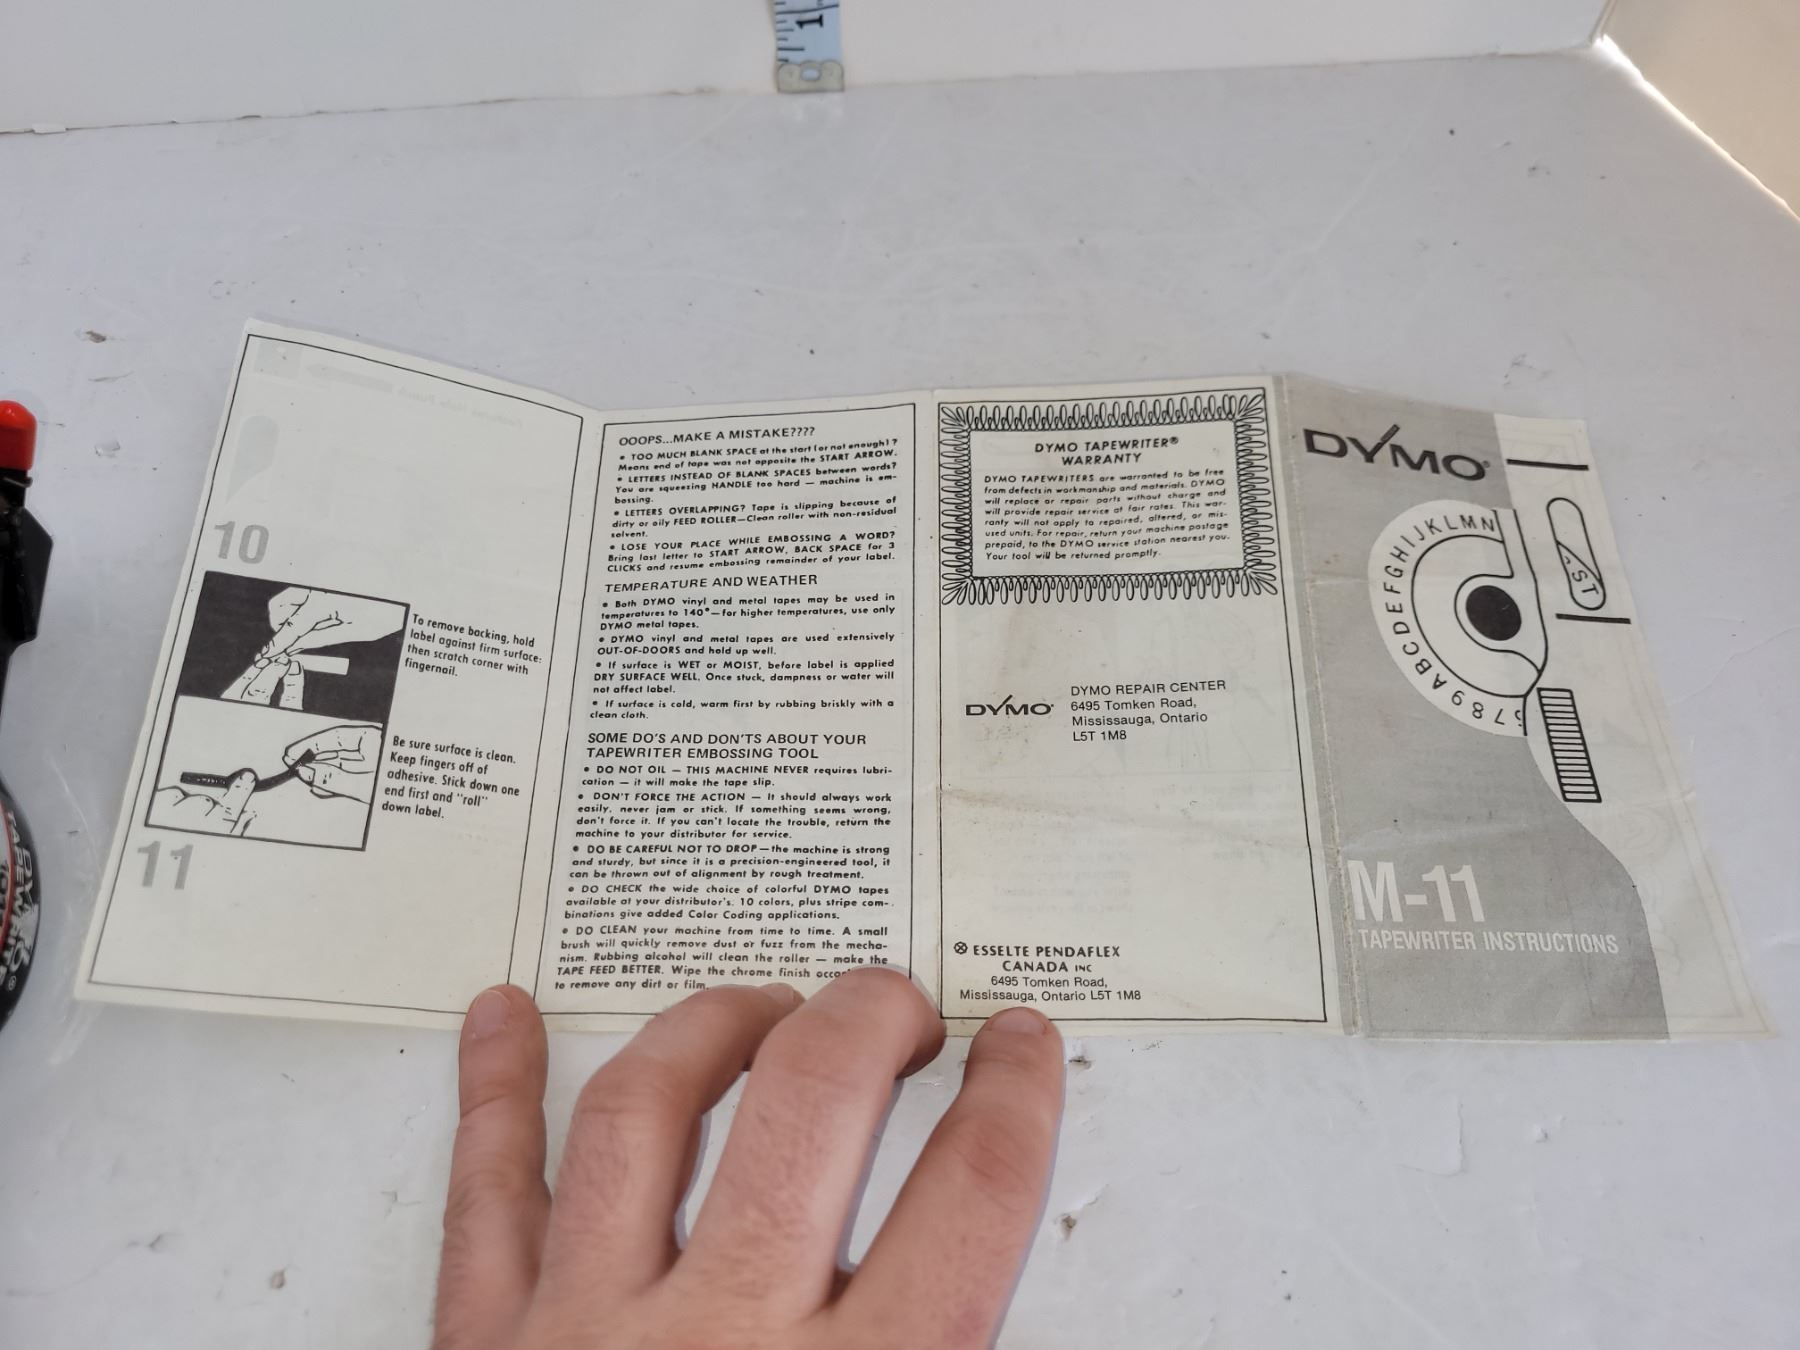 1
10
To remove backing, hold
label against firm surface:
then scratch corner with
fingernail.
Be sure surface is clean.
Keep fingers off of
adhesive. Stick down one
end first and "roll"
down label.
11
OOOPS...MAKE A MISTAKE????
• TOO MUCH BLANK SPACE at the start (or not enough)?
Means end of tape was not opposite the START ARROW.
• LETTERS INSTEAD OF BLANK SPACES between words?
You are squeezing HANDLE too hard — machine is em-
bossing.
• LETTERS OVERLAPPING? Tape is slipping because of
dirty or oily FEED ROLLER—Clean roller with non-residual
solvent.
• LOSE YOUR PLACE WHILE EMBOSSING A WORD?
Bring last letter to START ARROW, BACK SPACE for 3
CLICKS and resume embossing remainder of your label.
TEMPERATURE AND WEATHER
• Both DYMO vinyl and metal tapes may be used in
temperatures to 140°—for higher temperatures, use only
DYMO metal tapes.
• DYMO vinyl and metal tapes are used extensively
OUT-OF-DOORS and hold up well.
• If surface is WET or MOIST, before label is applied
DRY SURFACE WELL. Once stuck, dampness or water will
not affect label.
• If surface is cold, warm first by rubbing briskly with a
clean cloth.
SOME DO'S AND DON'TS ABOUT YOUR
TAPEWRITER EMBOSSING TOOL
• DO NOT OIL — THIS MACHINE NEVER requires lubri-
cation — it will make the tape slip.
• DON'T FORCE THE ACTION — It should always work
easily, never jam or stick. If something seems wrong,
don't force it. If you can't locate the trouble, return the
machine to your distributor for service.
• DO BE CAREFUL NOT TO DROP—the machine is strong
and sturdy, but since it is a precision-engineered tool, it
can be thrown out of alignment by rough treatment.
• DO CHECK the wide choice of colorful DYMO tapes
available at your distributor's. 10 colors, plus stripe com-
binations give added Color Coding applications.
• DO CLEAN your machine from time to time. A small
brush will quickly remove dust or fuzz from the mecha-
nism. Rubbing alcohol will clean the roller — make the
TAPE FEED BETTER. Wipe the chrome finish
to remove any dirt or film.
DYMO TAPEWRITER®
WARRANTY
DYMO TAPEWRITERS are warranted to be free
from defects in workmanship and materials. DYMO
will replace or repair parts without charge and
will provide repair service at fair rates. This war-
ranty will not apply to repaired, altered, or mis-
used units. For repair, return your machine postage
prepaid, to the DYMO service station nearest you.
Your tool will be returned promptly.
DYMO®
DYMO REPAIR CENTER
6495 Tomken Road,
Mississauga, Ontario
L5T 1M8
ESSELTE PENDAFLEX
CANADA INC
6495 Tomken Road,
Mississauga, Ontario L5T 1M8
DYMO®
789ABCDEFGHIJKLMN
ST
M-11
TAPEWRITER INSTRUCTIONS